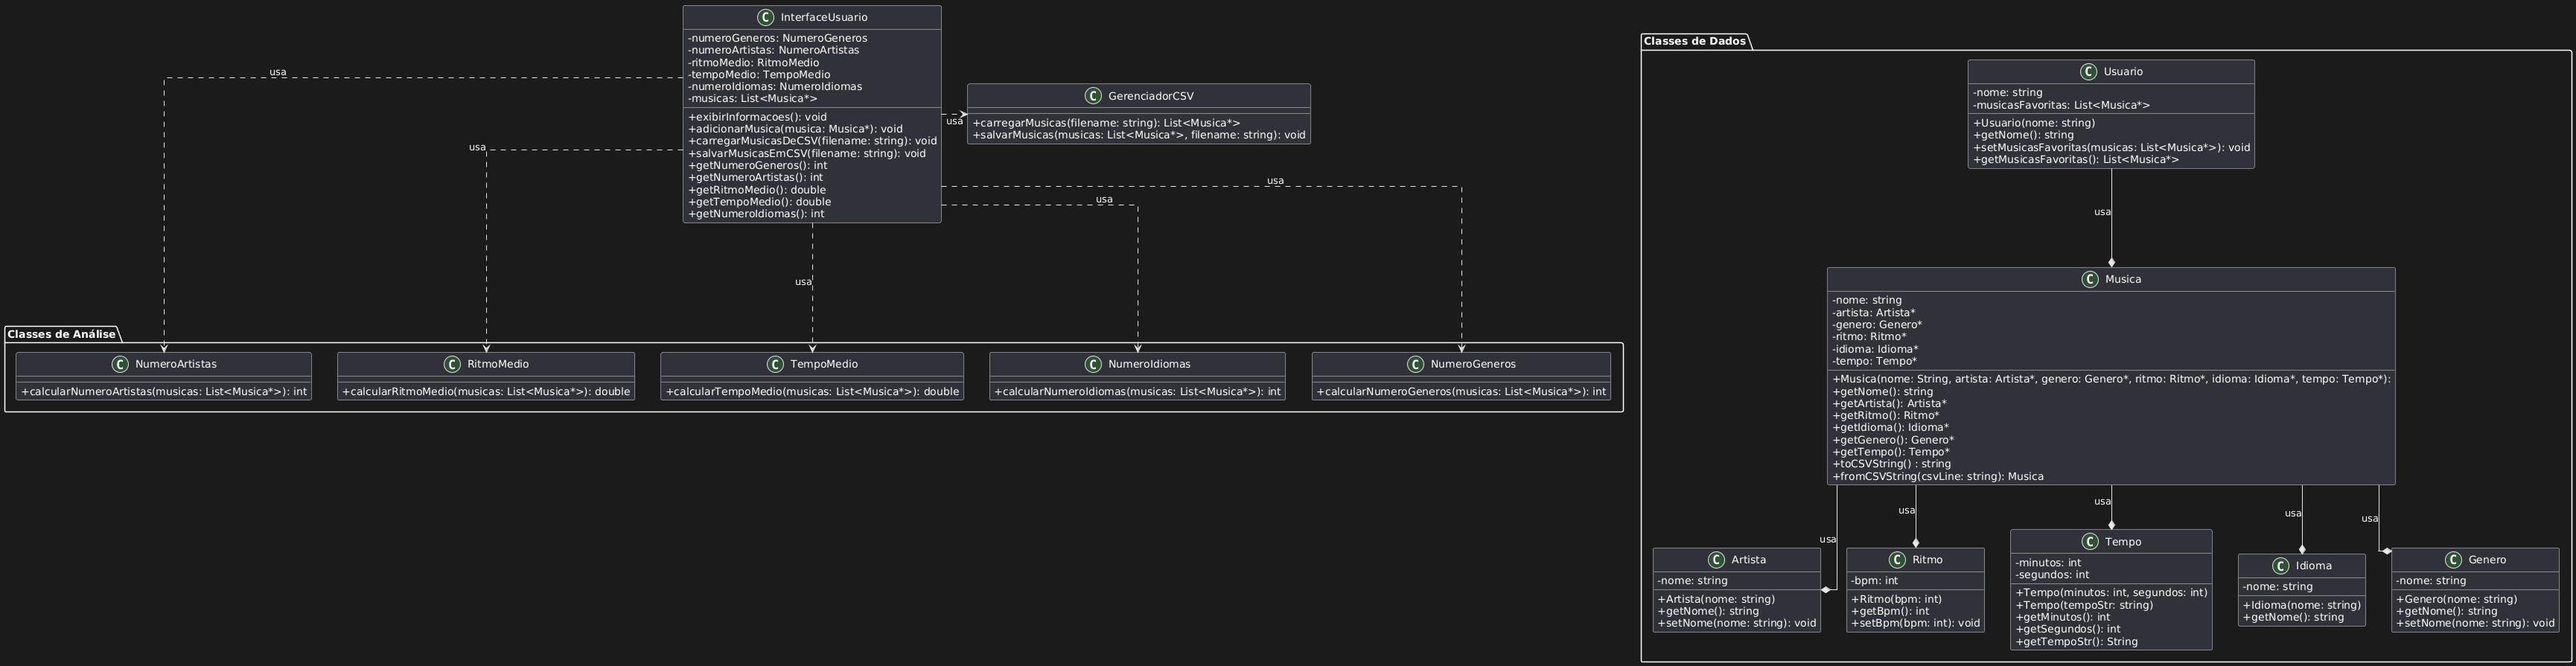 InterfaceUsuario
-numeroGeneros: NumeroGeneros
-numeroArtistas: NumeroArtistas
-ritmoMedio: RitmoMedio
-tempoMedio: TempoMedio
-numeroIdiomas: NumeroIdiomas
-musicas: List<Musica*>
+exibirInformacoes(): void
+adicionarMusica(musica: Musica*): void
+carregarMusicasDeCSV(filename: string): void
+salvarMusicasEmCSV(filename: string): void
+getNumeroGeneros(): int
+getNumeroArtistas(): int
+getRitmoMedio(): double
+getTempoMedio(): double
+getNumeroIdiomas(): int
usa
usa
usa
usa
usa
usa
GerenciadorCSV
+carregarMusicas(filename: string): List<Musica*>
+salvarMusicas(musicas: List<Musica*>, filename: string): void
Classes de Análise
NumeroArtistas
+calcularNumeroArtistas(musicas: List<Musica*>): int
RitmoMedio
+calcularRitmoMedio(musicas: List<Musica*>): double
TempoMedio
+calcularTempoMedio(musicas: List<Musica*>): double
NumeroIdiomas
+calcularNumeroIdiomas(musicas: List<Musica*>): int
NumeroGeneros
+calcularNumeroGeneros(musicas: List<Musica*>): int
Classes de Dados
Usuario
-nome: string
-musicasFavoritas: List<Musica*>
+Usuario(nome: string)
+getNome(): string
+setMusicasFavoritas(musicas: List<Musica*>): void
+getMusicasFavoritas(): List<Musica*>
usa
Musica
-nome: string
-artista: Artista*
-genero: Genero*
-ritmo: Ritmo*
-idioma: Idioma*
-tempo: Tempo*
+Musica(nome: String, artista: Artista*, genero: Genero*, ritmo: Ritmo*, idioma: Idioma*, tempo: Tempo*):
+getNome(): string
+getArtista(): Artista*
+getRitmo(): Ritmo*
+getIdioma(): Idioma*
+getGenero(): Genero*
+getTempo(): Tempo*
+toCSVString() : string
+fromCSVString(csvLine: string): Musica
usa
usa
usa
usa
usa
Artista
-nome: string
+Artista(nome: string)
+getNome(): string
+setNome(nome: string): void
Ritmo
-bpm: int
+Ritmo(bpm: int)
+getBpm(): int
+setBpm(bpm: int): void
Tempo
-minutos: int
-segundos: int
+Tempo(minutos: int, segundos: int)
+Tempo(tempoStr: string)
+getMinutos(): int
+getSegundos(): int
+getTempoStr(): String
Idioma
-nome: string
+Idioma(nome: string)
+getNome(): string
Genero
-nome: string
+Genero(nome: string)
+getNome(): string
+setNome(nome: string): void